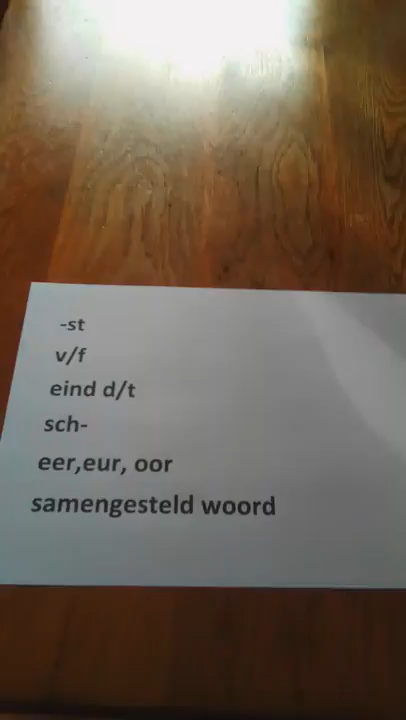 -st
v/f
eind d/t
sch-
eer,eur, oor
samengesteld woord